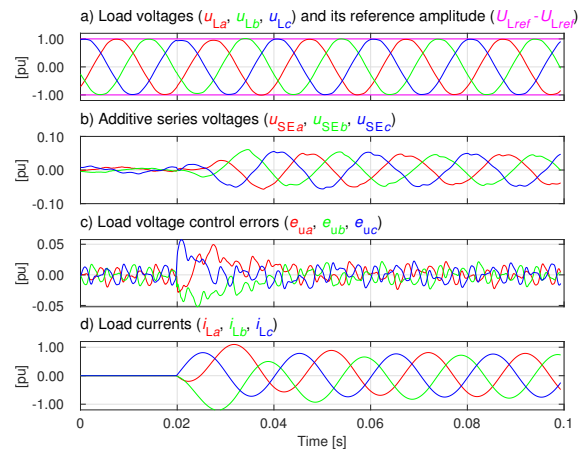 a) Load voltages (uLa, uLb, uLc) and its reference amplitude (ULref - ULref)
[pu]
1.00
0.00
-1.00
b) Additive series voltages (uSEa, uSEb, uSEc)
[pu]
0.10
0.00
-0.10
c) Load voltage control errors (eua, eub, euc)
[pu]
0.05
0.00
-0.05
d) Load currents (iLa, iLb, iLc)
[pu]
1.00
0.00
-1.00
0 0.02 0.04 0.06 0.08 0.1
Time [s]